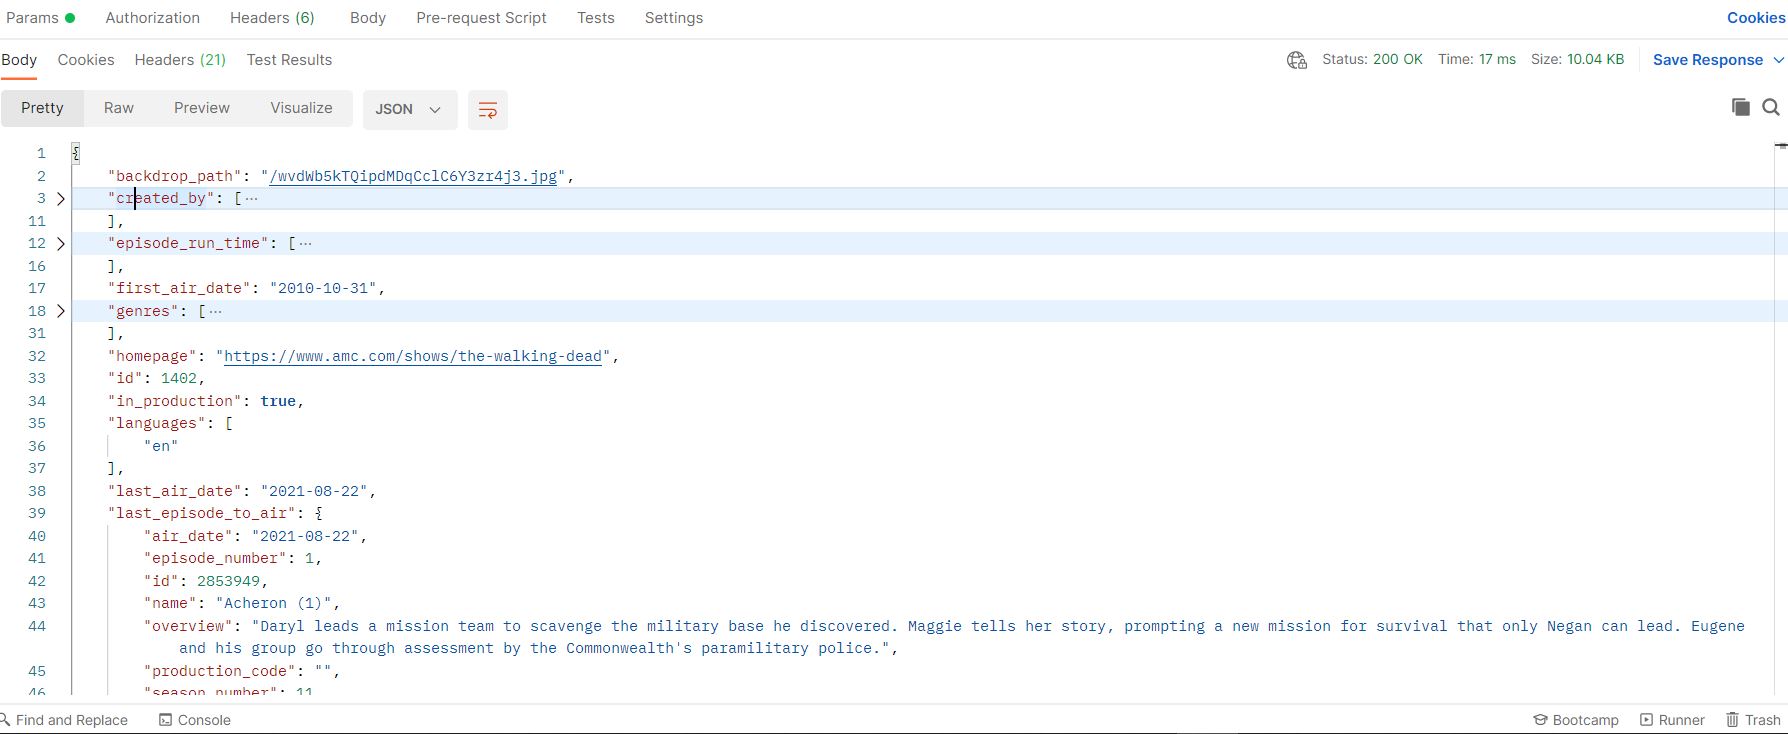 Params Authorization Headers (6) Body Pre-request Script Tests Settings Cookies
Body Cookies Headers (21) Test Results Status: 200 OK Time: 17 ms Size: 10.04 KB Save Response
Pretty Raw Preview Visualize JSON
1 {
2 "backdrop_path": "/wvdWb5kTQipdMDqCclC6Y3zr4j3.jpg",
3 "created_by": [ ···
11 ],
12 "episode_run_time": [ ···
16 ],
17 "first_air_date": "2010-10-31",
18 "genres": [ ···
31 ],
32 "homepage": "https://www.amc.com/shows/the-walking-dead",
33 "id": 1402,
34 "in_production": true,
35 "languages": [
36 "en"
37 ],
38 "last_air_date": "2021-08-22",
39 "last_episode_to_air": {
40 "air_date": "2021-08-22",
41 "episode_number": 1,
42 "id": 2853949,
43 "name": "Acheron (1)",
44 "overview": "Daryl leads a mission team to scavenge the military base he discovered. Maggie tells her story, prompting a new mission for survival that only Negan can lead. Eugene
and his group go through assessment by the Commonwealth's paramilitary police.",
45 "production_code": "",
46 "season_number": 11
Find and Replace Console Bootcamp Runner Trash